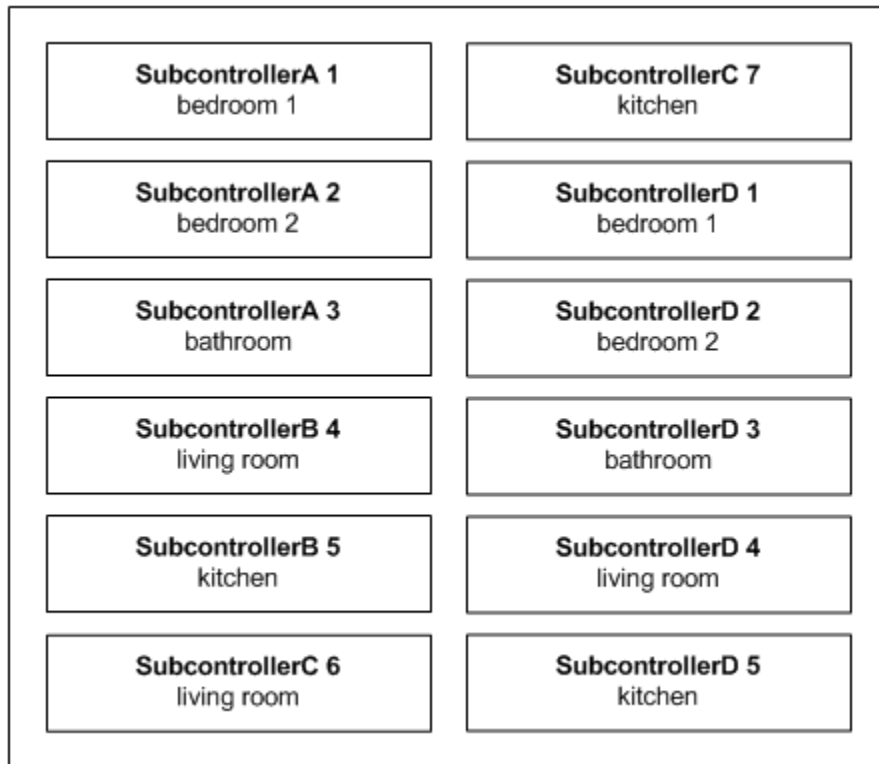 SubcontrollerA 1
bedroom 1
SubcontrollerA 2
bedroom 2
SubcontrollerA 3
bathroom
SubcontrollerB 4
living room
SubcontrollerB 5
kitchen
SubcontrollerC 6
living room
SubcontrollerC 7
kitchen
SubcontrollerD 1
bedroom 1
SubcontrollerD 2
bedroom 2
SubcontrollerD 3
bathroom
SubcontrollerD 4
living room
SubcontrollerD 5
kitchen